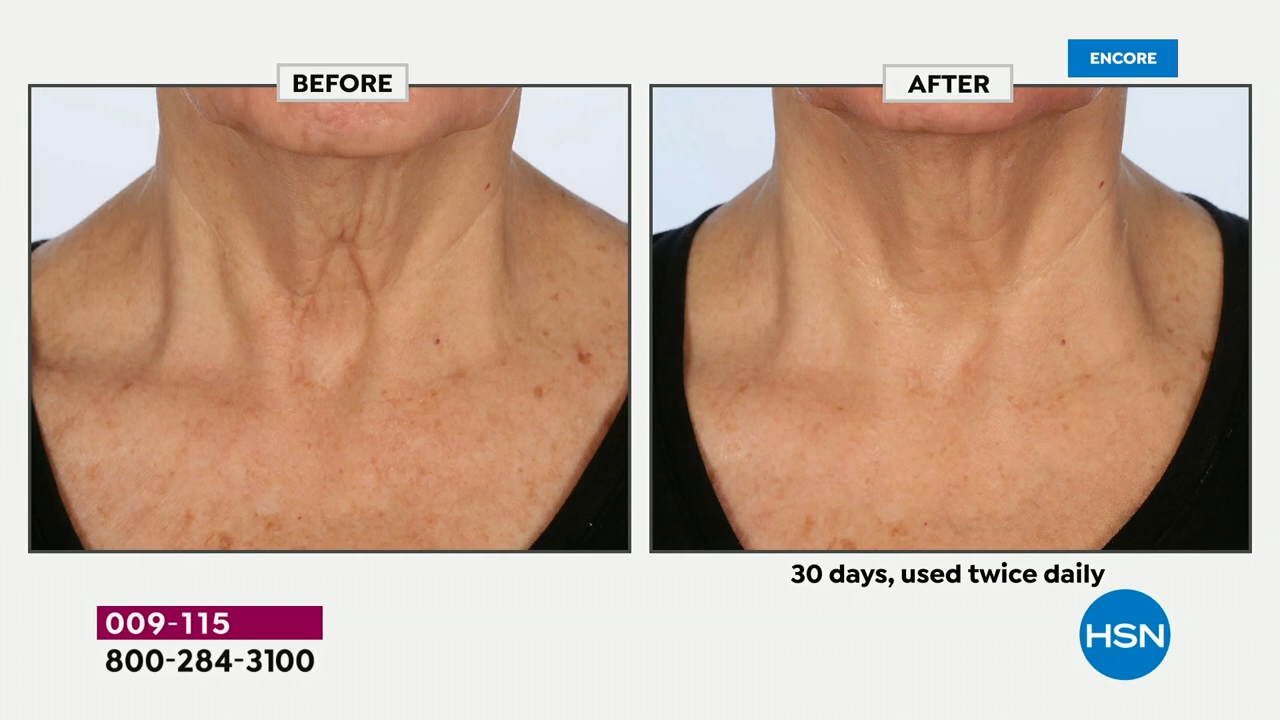 ENCORE
BEFORE
AFTER
30 days, used twice daily
009-115
800-284-3100
HSN